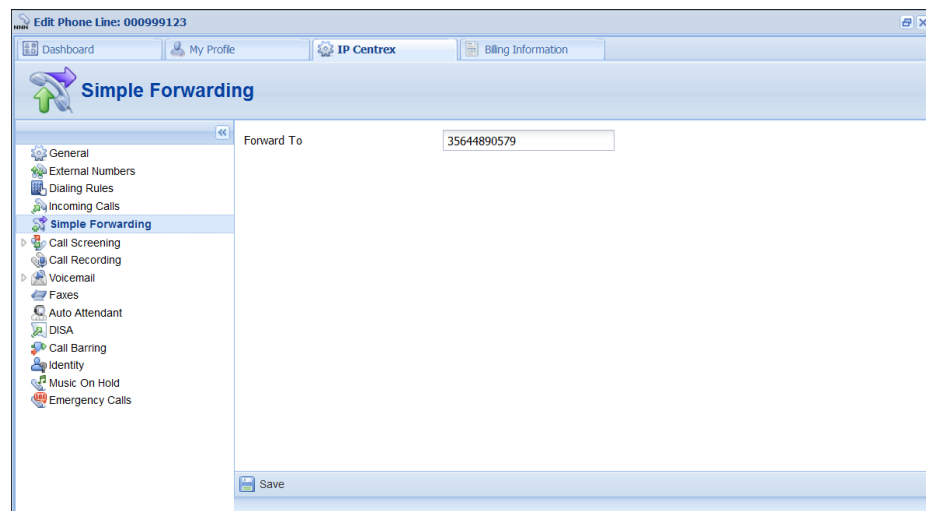 Edit Phone Line: 000999123
Dashboard My Profile IP Centrex Billing Information
Simple Forwarding
Forward To 35644890579
General
External Numbers
Dialing Rules
Incoming Calls
Simple Forwarding
Call Screening
Call Recording
Voicemail
Faxes
Auto Attendant
DISA
Call Barring
Identity
Music On Hold
Emergency Calls
Save